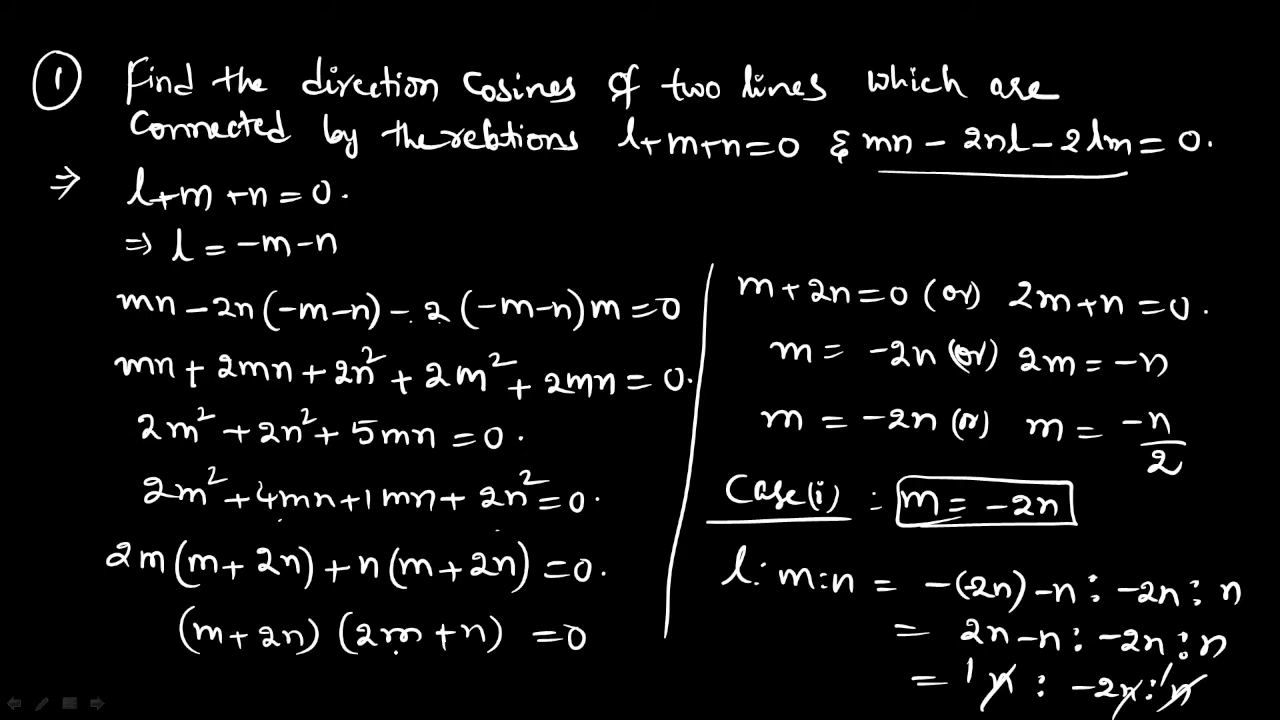 ① Find the direction Cosines of two lines which are
Connected by the relations l+m+n=0 & mn - 2nl - 2lm = 0.
⇒ l+m+n=0.
⇒ l = -m-n
mn - 2n(-m-n) - 2(-m-n)m = 0
mn + 2mn + 2n² + 2m² + 2mn = 0.
2m² + 2n² + 5mn = 0.
2m² + 4mn + 1mn + 2n² = 0.
2m(m+2n) + n(m+2n) = 0.
(m+2n) (2m+n) = 0
m+2n=0 (or) 2m+n=0.
m = -2n (or) 2m = -n
m = -2n (or) m = -n/2
Case(i) : m = -2n
l:m:n = -(-2n)-n : -2n : n
= 2n-n : -2n : n
= 1 n : -2n : 1 n